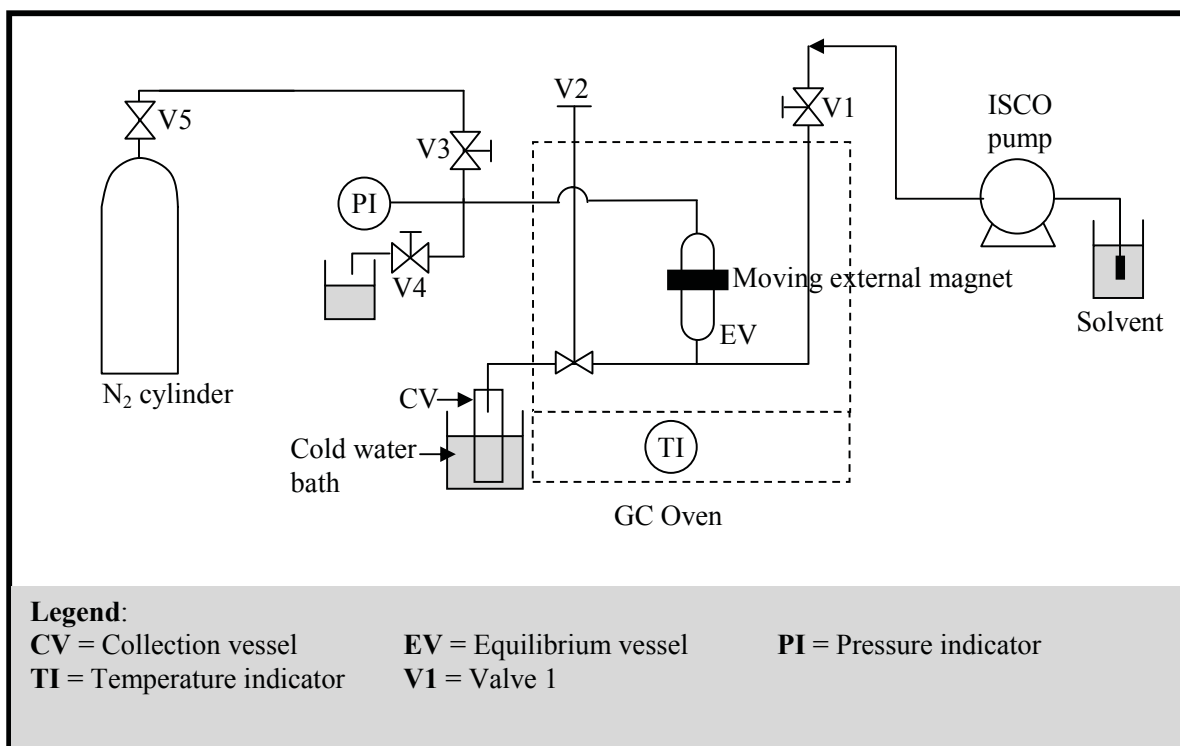 V2
V5
V1
ISCO
pump
V3
PI
Moving external magnet
V4
Solvent
EV
N₂ cylinder
CV
Cold water
bath
TI
GC Oven
Legend:
CV = Collection vessel EV = Equilibrium vessel PI = Pressure indicator
TI = Temperature indicator V1 = Valve 1